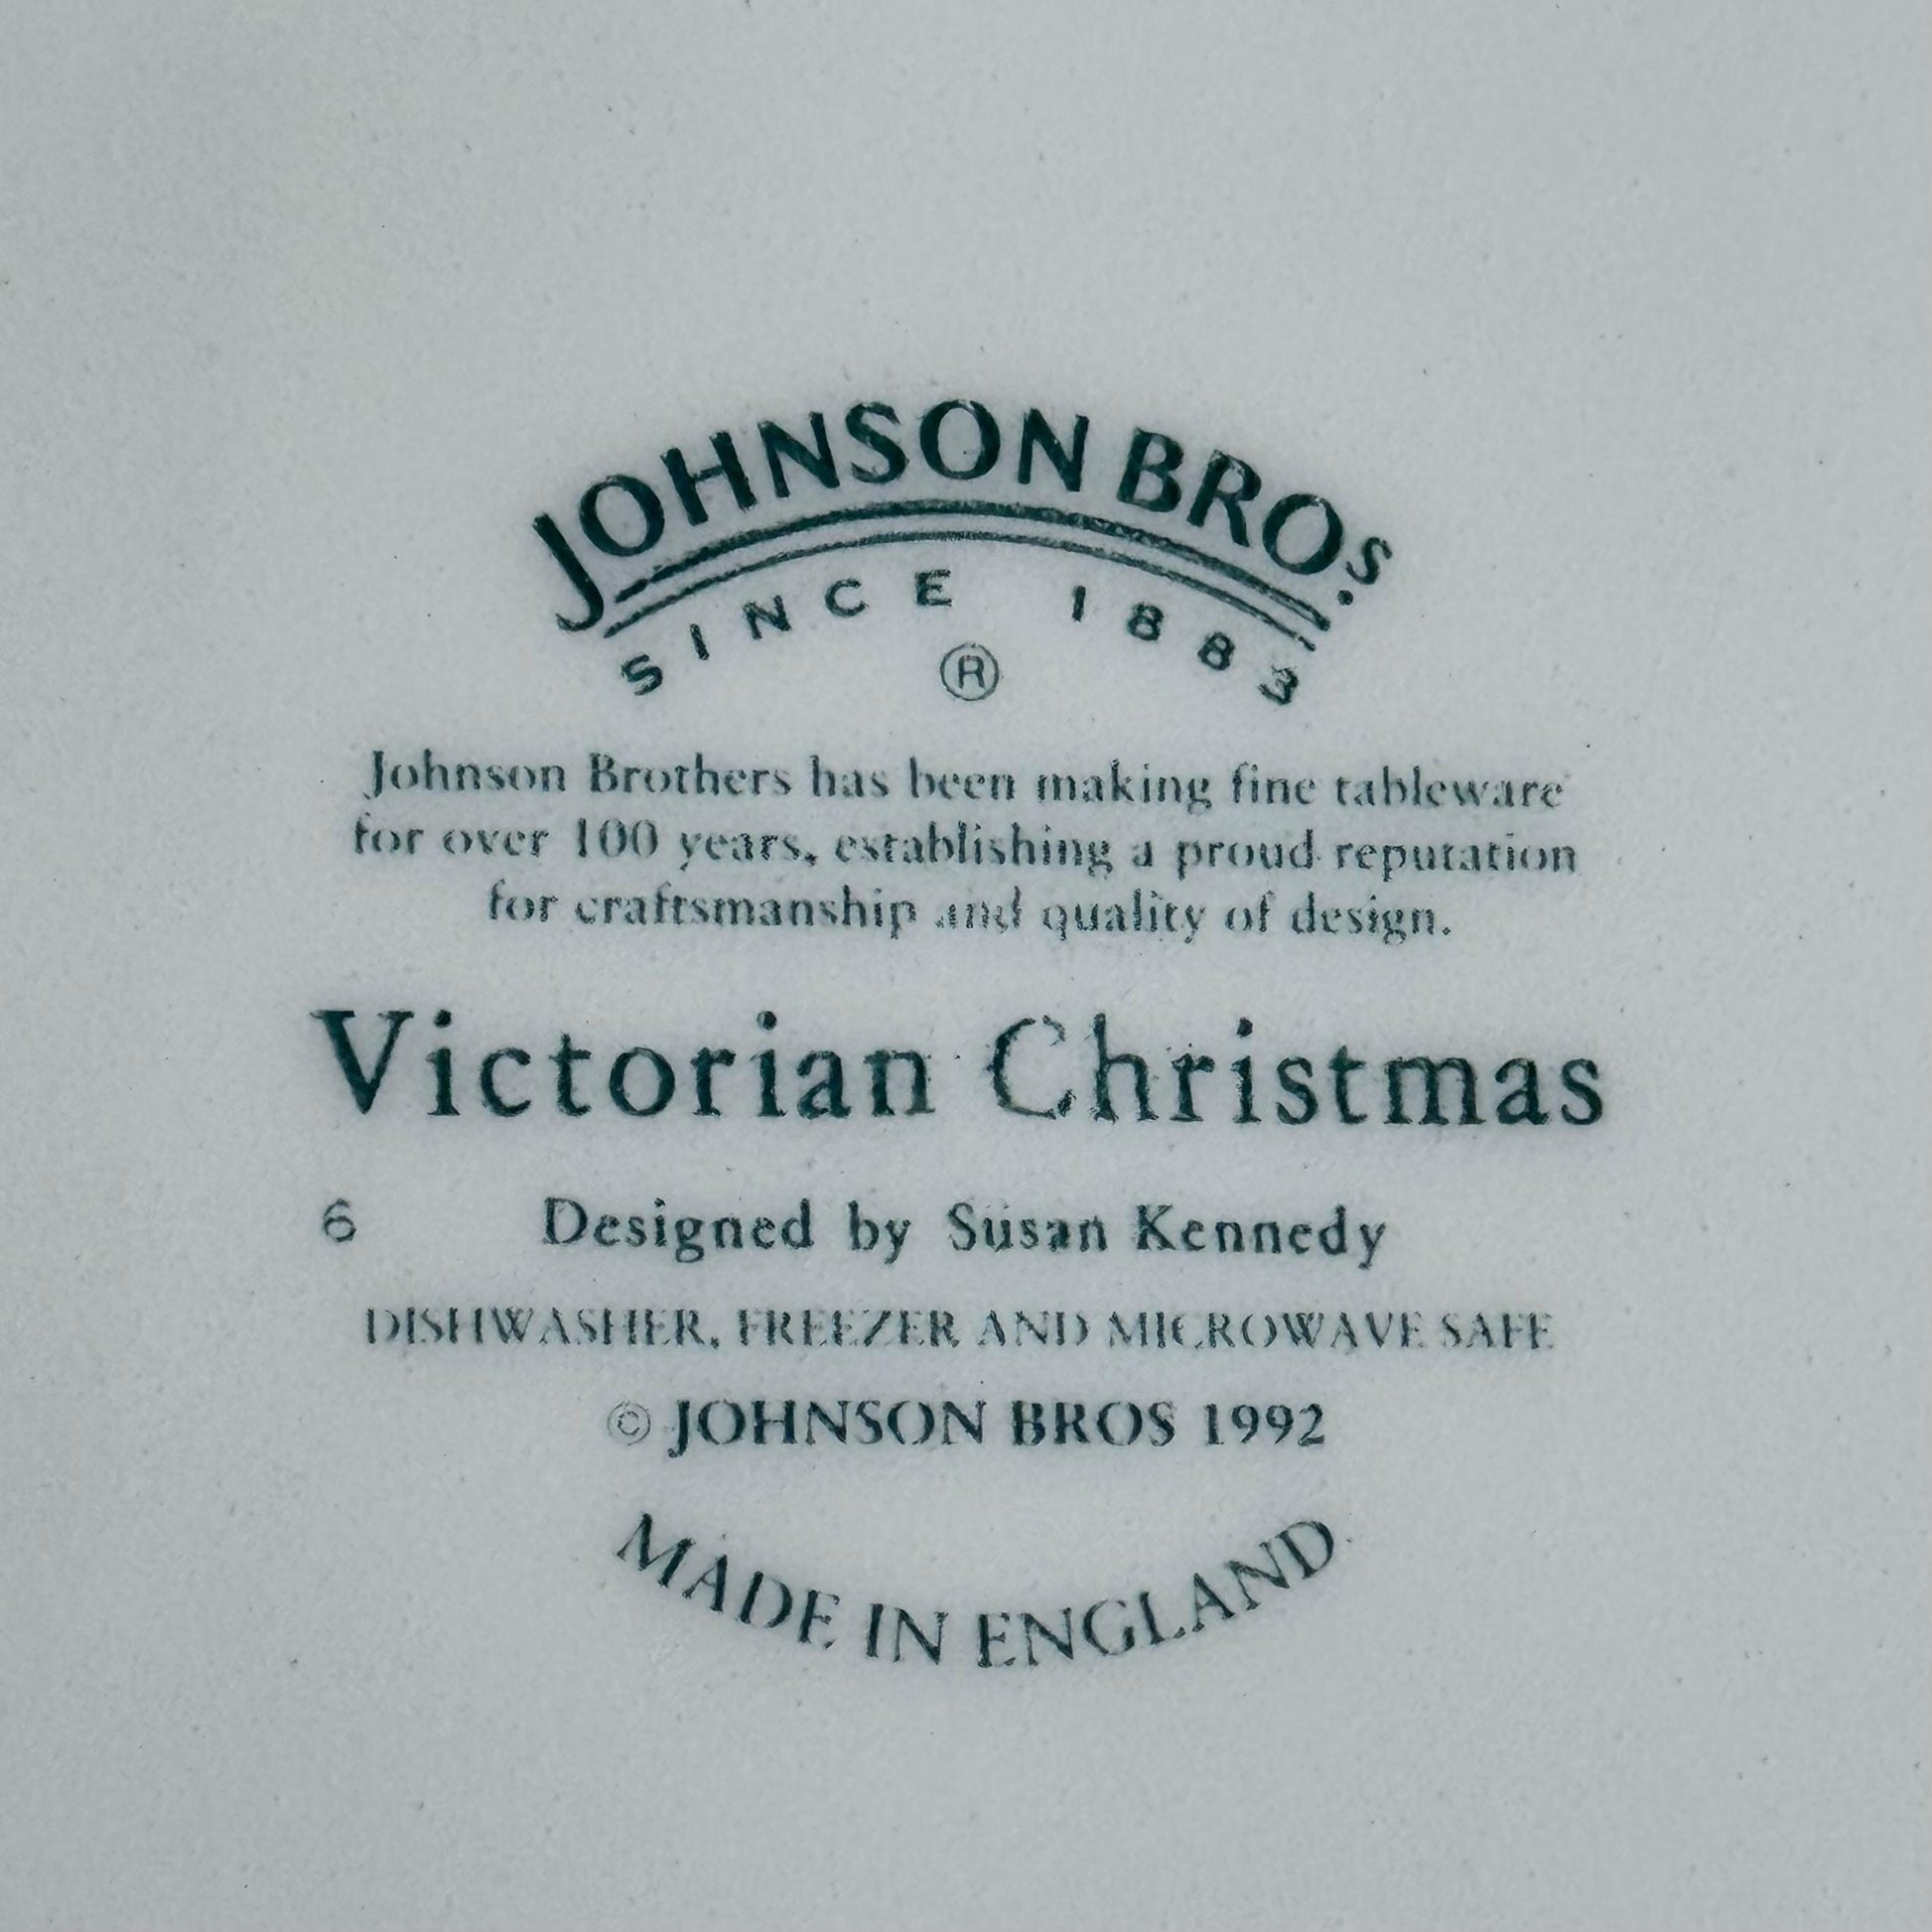 JOHNSON BROS.
SINCE 1883
®
Johnson Brothers has been making fine tableware
for over 100 years, establishing a proud reputation
for craftsmanship and quality of design.
Victorian Christmas
6 Designed by Susan Kennedy
DISHWASHER, FREEZER AND MICROWAVE SAFE
© JOHNSON BROS 1992
MADE IN ENGLAND